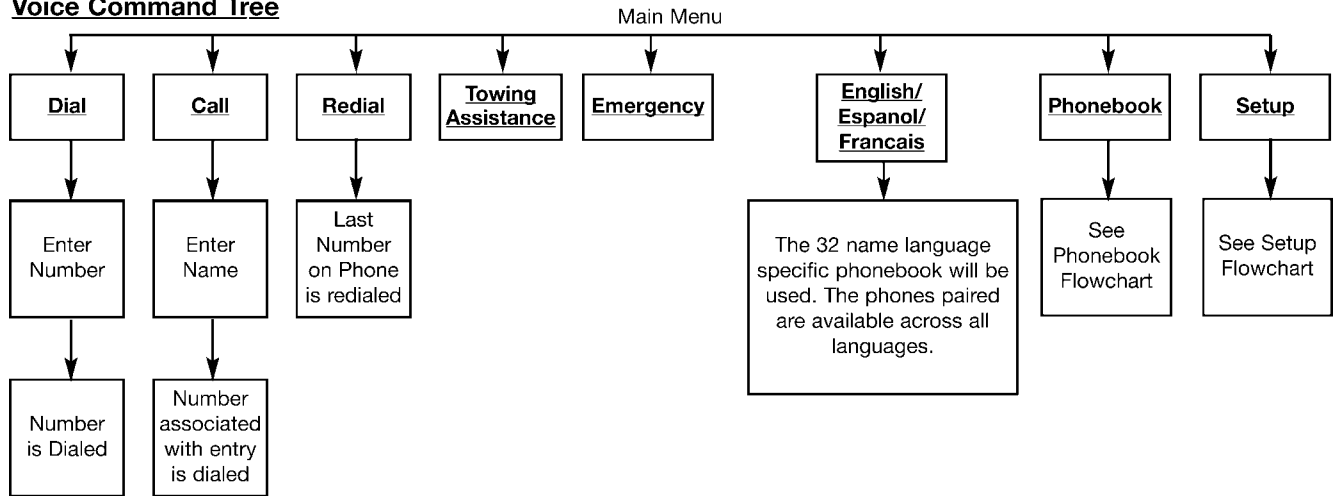 Voice Command Tree
Main Menu
Dial
Call
Redial
Towing
Assistance
Emergency
English/
Espanol/
Francais
Phonebook
Setup
Enter
Number
Enter
Name
Last
Number
on Phone
is redialed
The 32 name language
specific phonebook will be
used. The phones paired
are available across all
languages.
See
Phonebook
Flowchart
See Setup
Flowchart
Number
is Dialed
Number
associated
with entry
is dialed